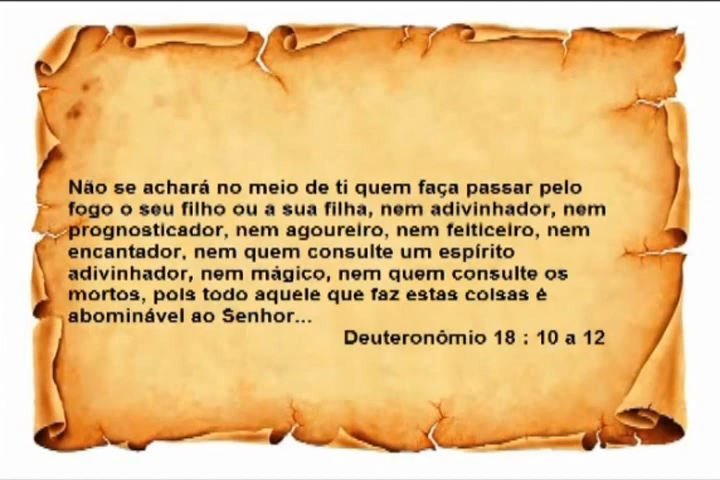 Não se achará no meio de ti quem faça passar pelo
fogo o seu filho ou a sua filha, nem adivinhador, nem
prognosticador, nem agoureiro, nem feiticeiro, nem
encantador, nem quem consulte um espírito
adivinhador, nem mágico, nem quem consulte os
mortos, pois todo aquele que faz estas coisas é
abominável ao Senhor...
Deuteronômio 18 : 10 a 12